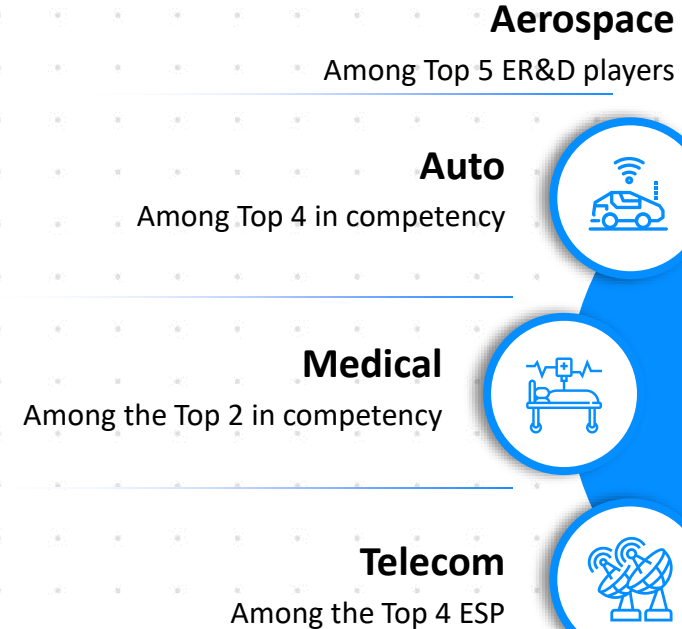 Aerospace
Among Top 5 ER&D players
Auto
Among Top 4 in competency
Medical
Among the Top 2 in competency
Telecom
Among the Top 4 ESP